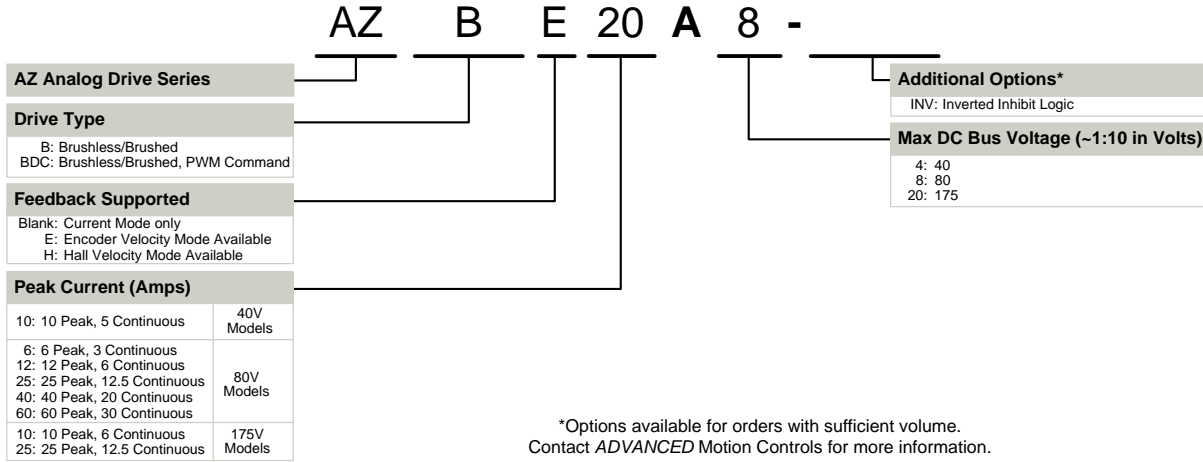 AZ B E 20 A 8 -
AZ Analog Drive Series
Drive Type
B: Brushless/Brushed
BDC: Brushless/Brushed, PWM Command
Feedback Supported
Blank: Current Mode only
E: Encoder Velocity Mode Available
H: Hall Velocity Mode Available
Peak Current (Amps)
10: 10 Peak, 5 Continuous
40V
Models
6: 6 Peak, 3 Continuous
12: 12 Peak, 6 Continuous
25: 25 Peak, 12.5 Continuous
40: 40 Peak, 20 Continuous
60: 60 Peak, 30 Continuous
80V
Models
10: 10 Peak, 6 Continuous
25: 25 Peak, 12.5 Continuous
175V
Models
Additional Options*
INV: Inverted Inhibit Logic
Max DC Bus Voltage (~1:10 in Volts)
4: 40
8: 80
20: 175
*Options available for orders with sufficient volume.
Contact ADVANCED Motion Controls for more information.